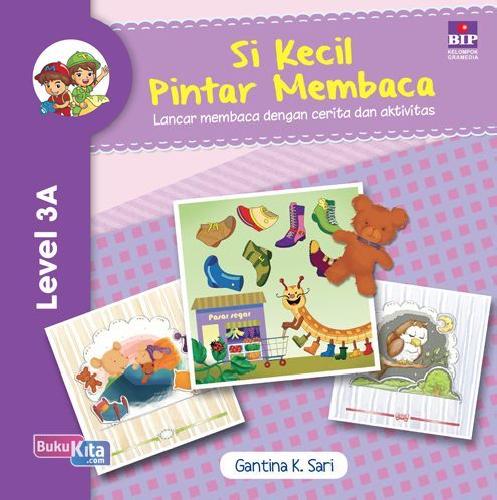 BIP
KELOMPOK
GRAMEDIA
Si Kecil
Pintar Membaca
Lancar membaca dengan cerita dan aktivitas
Level 3A
Pasar segar
BukuKita
.com
Gantina K. Sari